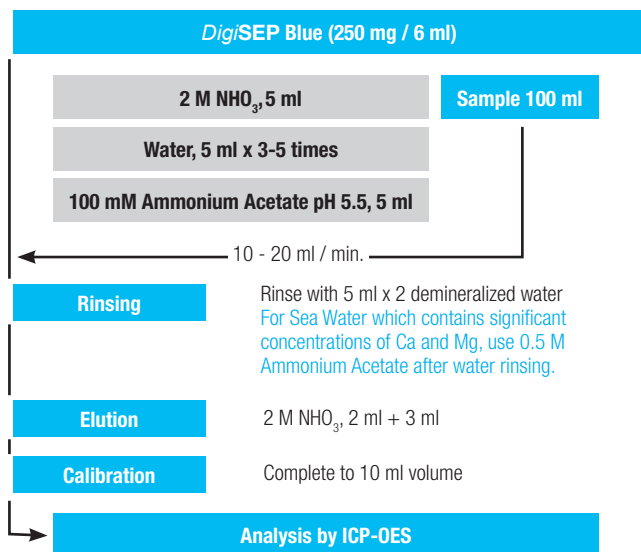 DigiSEP Blue (250 mg / 6 ml)
2 M NHO₃, 5 ml
Sample 100 ml
Water, 5 ml x 3-5 times
100 mM Ammonium Acetate pH 5.5, 5 ml
10 - 20 ml / min.
Rinsing
Rinse with 5 ml x 2 demineralized water
For Sea Water which contains significant
concentrations of Ca and Mg, use 0.5 M
Ammonium Acetate after water rinsing.
Elution
2 M NHO₃, 2 ml + 3 ml
Calibration
Complete to 10 ml volume
Analysis by ICP-OES